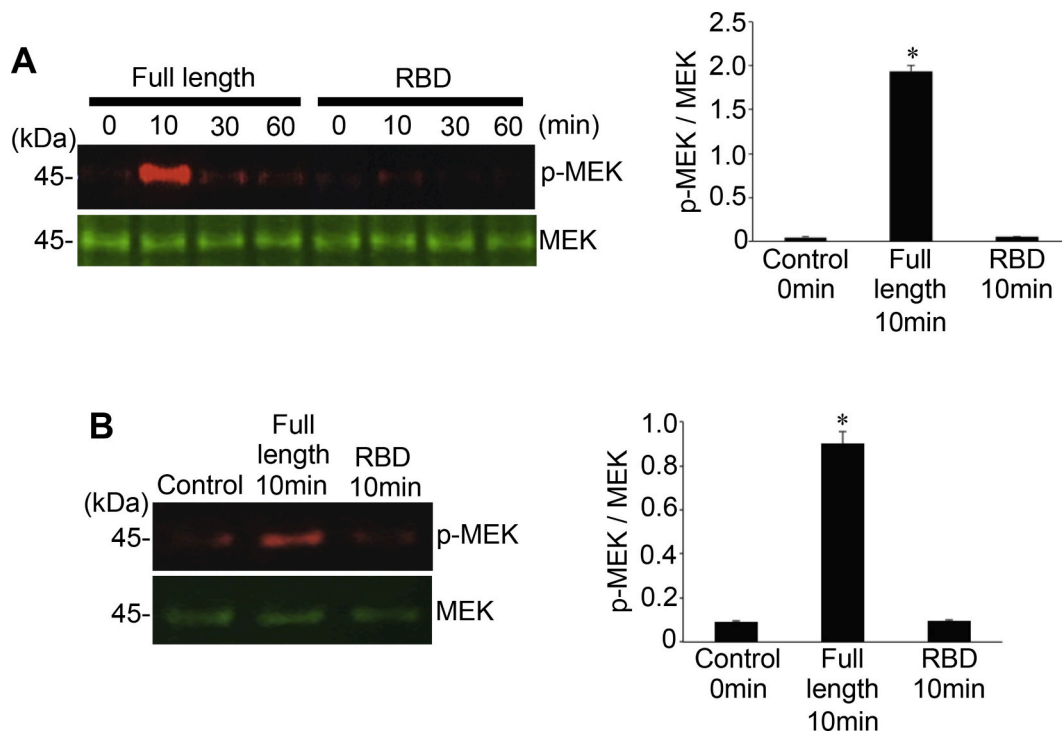 A
Full length RBD
(kDa) 0 10 30 60 0 10 30 60 (min)
45- p-MEK
45- MEK
p-MEK / MEK
2.5
2.0
1.5
1.0
0.5
0
*
Control Full RBD
0min length 10min
10min
B
Full
length RBD
Control 10min 10min
(kDa)
45- p-MEK
45- MEK
p-MEK / MEK
1.0
0.8
0.6
0.4
0.2
0
*
Control Full RBD
0min length 10min
10min